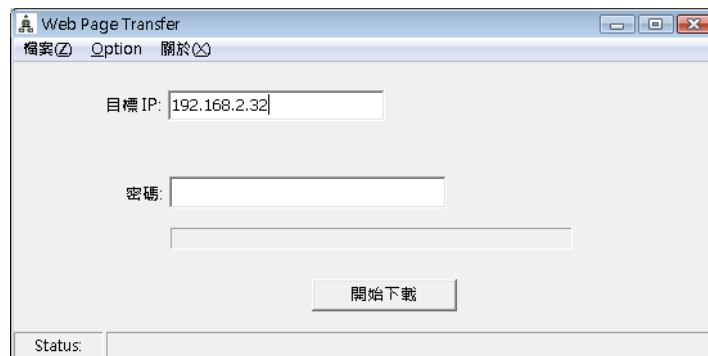 Web Page Transfer
檔案(Z) Option 關於(X)
目標 IP: 192.168.2.32
密碼:
開始下載
Status: